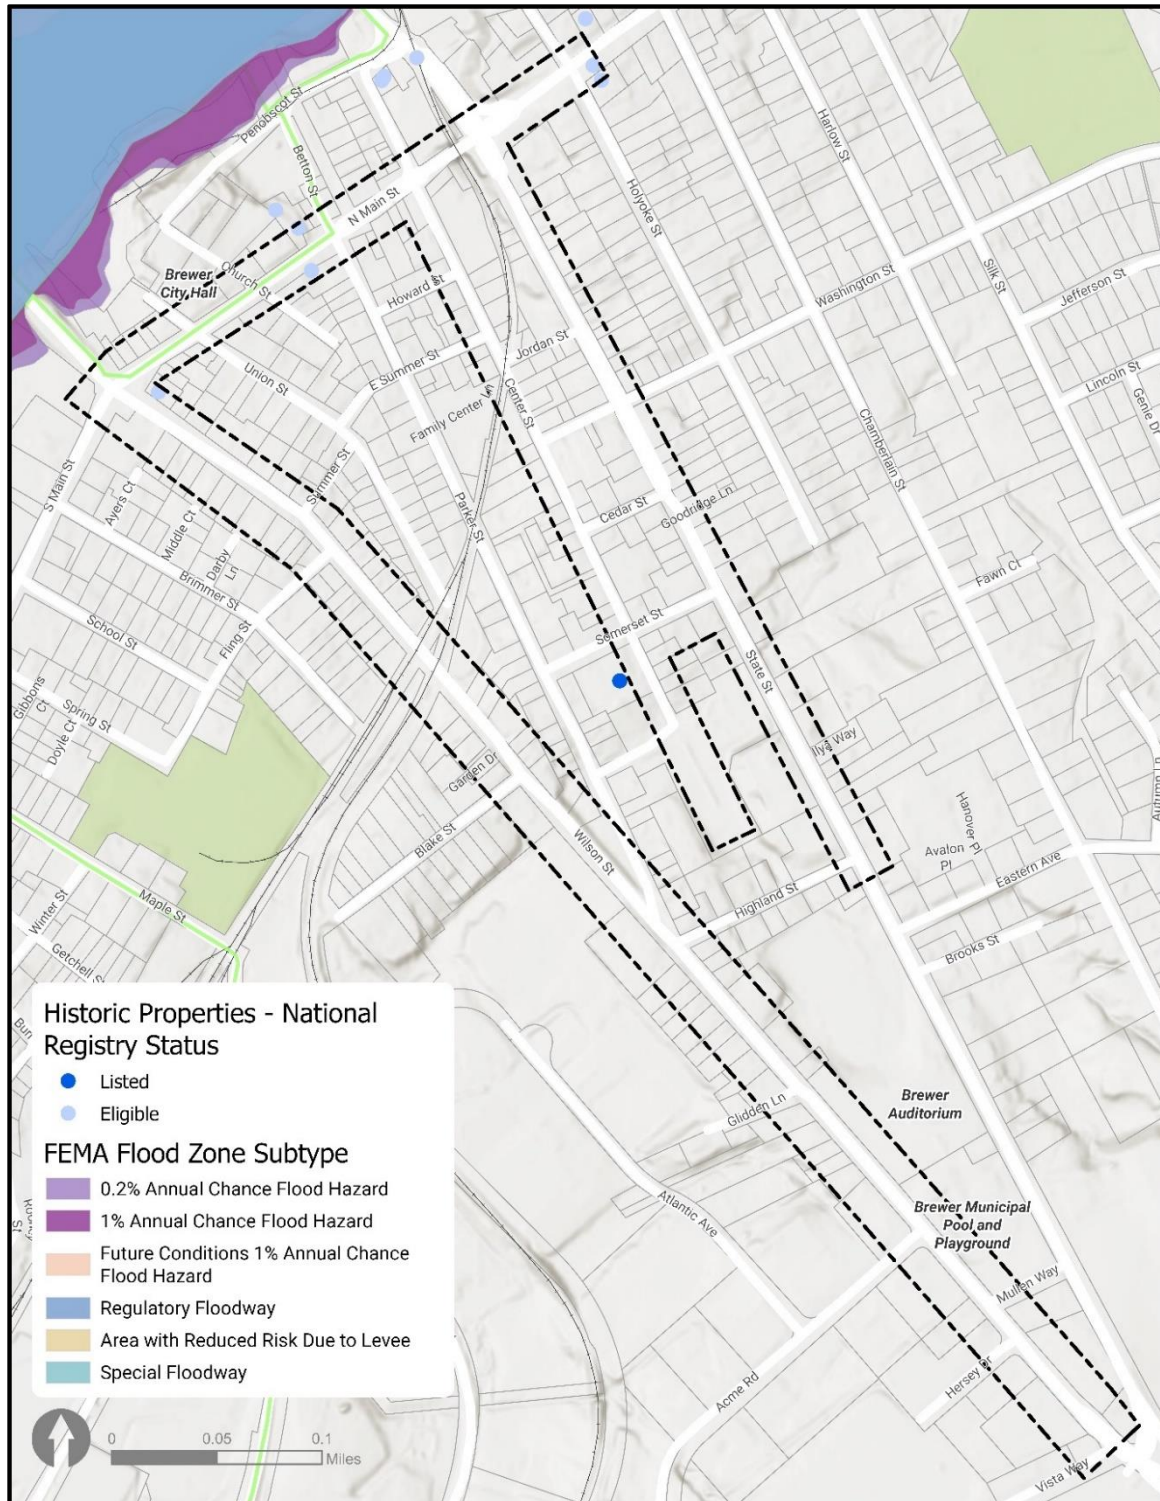 Penobscot St
Betton St
N Main St
Holyoke St
Harlow St
Silk St
Washington St
Jefferson St
Lincoln St
Genie Dr
Brewer
City Hall
Church St
Howard St
Jordan St
E Summer St
Union St
Family Center Ln
Center St
Chamberlain St
S Main St
Ayers Ct
Middle Ct
Darby
Ln
Summer St
Parker St
Cedar St
Goodridge Ln
Brimmer St
School St
Fling St
Fawn Ct
Somerset St
State St
Gibbons
Ct
Doyle Ct
Spring St
Garden Dr
Blake St
Wilson St
Highland St
Hanover Pl
Avalon
Pl
Eastern Ave
Autumn Ln
Brooks St
Maple St
Winter St
Glidden Ln
Brewer
Auditorium
Atlantic Ave
Brewer Municipal
Pool and
Playground
Mullen Way
Hersey Dr
Acme Rd
Vista Way
Historic Properties - National
Registry Status
Listed
Eligible
FEMA Flood Zone Subtype
0.2% Annual Chance Flood Hazard
1% Annual Chance Flood Hazard
Future Conditions 1% Annual Chance
Flood Hazard
Regulatory Floodway
Area with Reduced Risk Due to Levee
Special Floodway
0 0.05 0.1
Miles